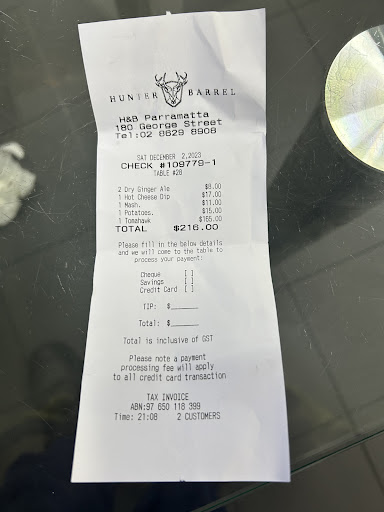 HUNTER BARREL
H&B Parramatta
180 George Street
Tel:02 8629 8908
SAT DECEMBER 2,2023
CHECK #109779-1
TABLE #28
2 Dry Ginger Ale $8.00
1 Hot Cheese Dip $17.00
1 Mash. $11.00
1 Potatoes. $15.00
1 Tomahawk $165.00
TOTAL $216.00
Please fill in the below details
and we will come to the table to
process your payment:
Cheque [ ]
Savings [ ]
Credit Card [ ]
TIP: $______
Total: $______
Total is inclusive of GST
Please note a payment
processing fee will apply
to all credit card transaction
TAX INVOICE
ABN:97 650 118 399
Time: 21:08 2 CUSTOMERS